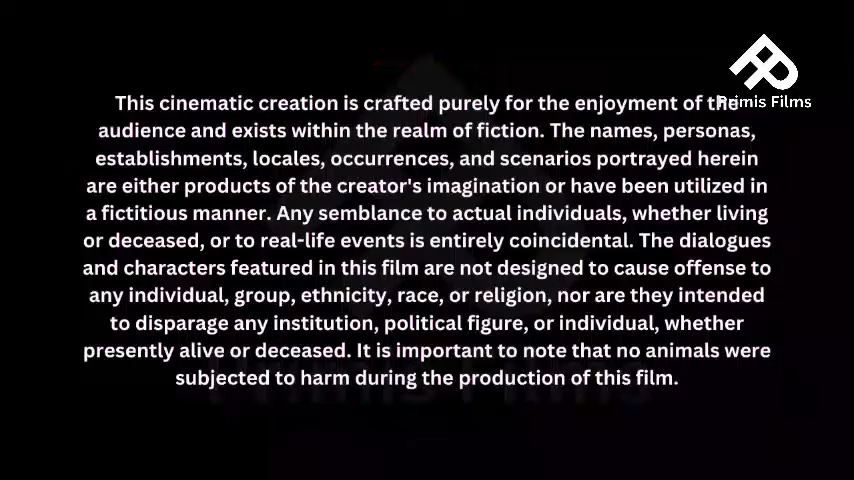 Primis Films
This cinematic creation is crafted purely for the enjoyment of the
audience and exists within the realm of fiction. The names, personas,
establishments, locales, occurrences, and scenarios portrayed herein
are either products of the creator's imagination or have been utilized in
a fictitious manner. Any semblance to actual individuals, whether living
or deceased, or to real-life events is entirely coincidental. The dialogues
and characters featured in this film are not designed to cause offense to
any individual, group, ethnicity, race, or religion, nor are they intended
to disparage any institution, political figure, or individual, whether
presently alive or deceased. It is important to note that no animals were
subjected to harm during the production of this film.
Primis Films